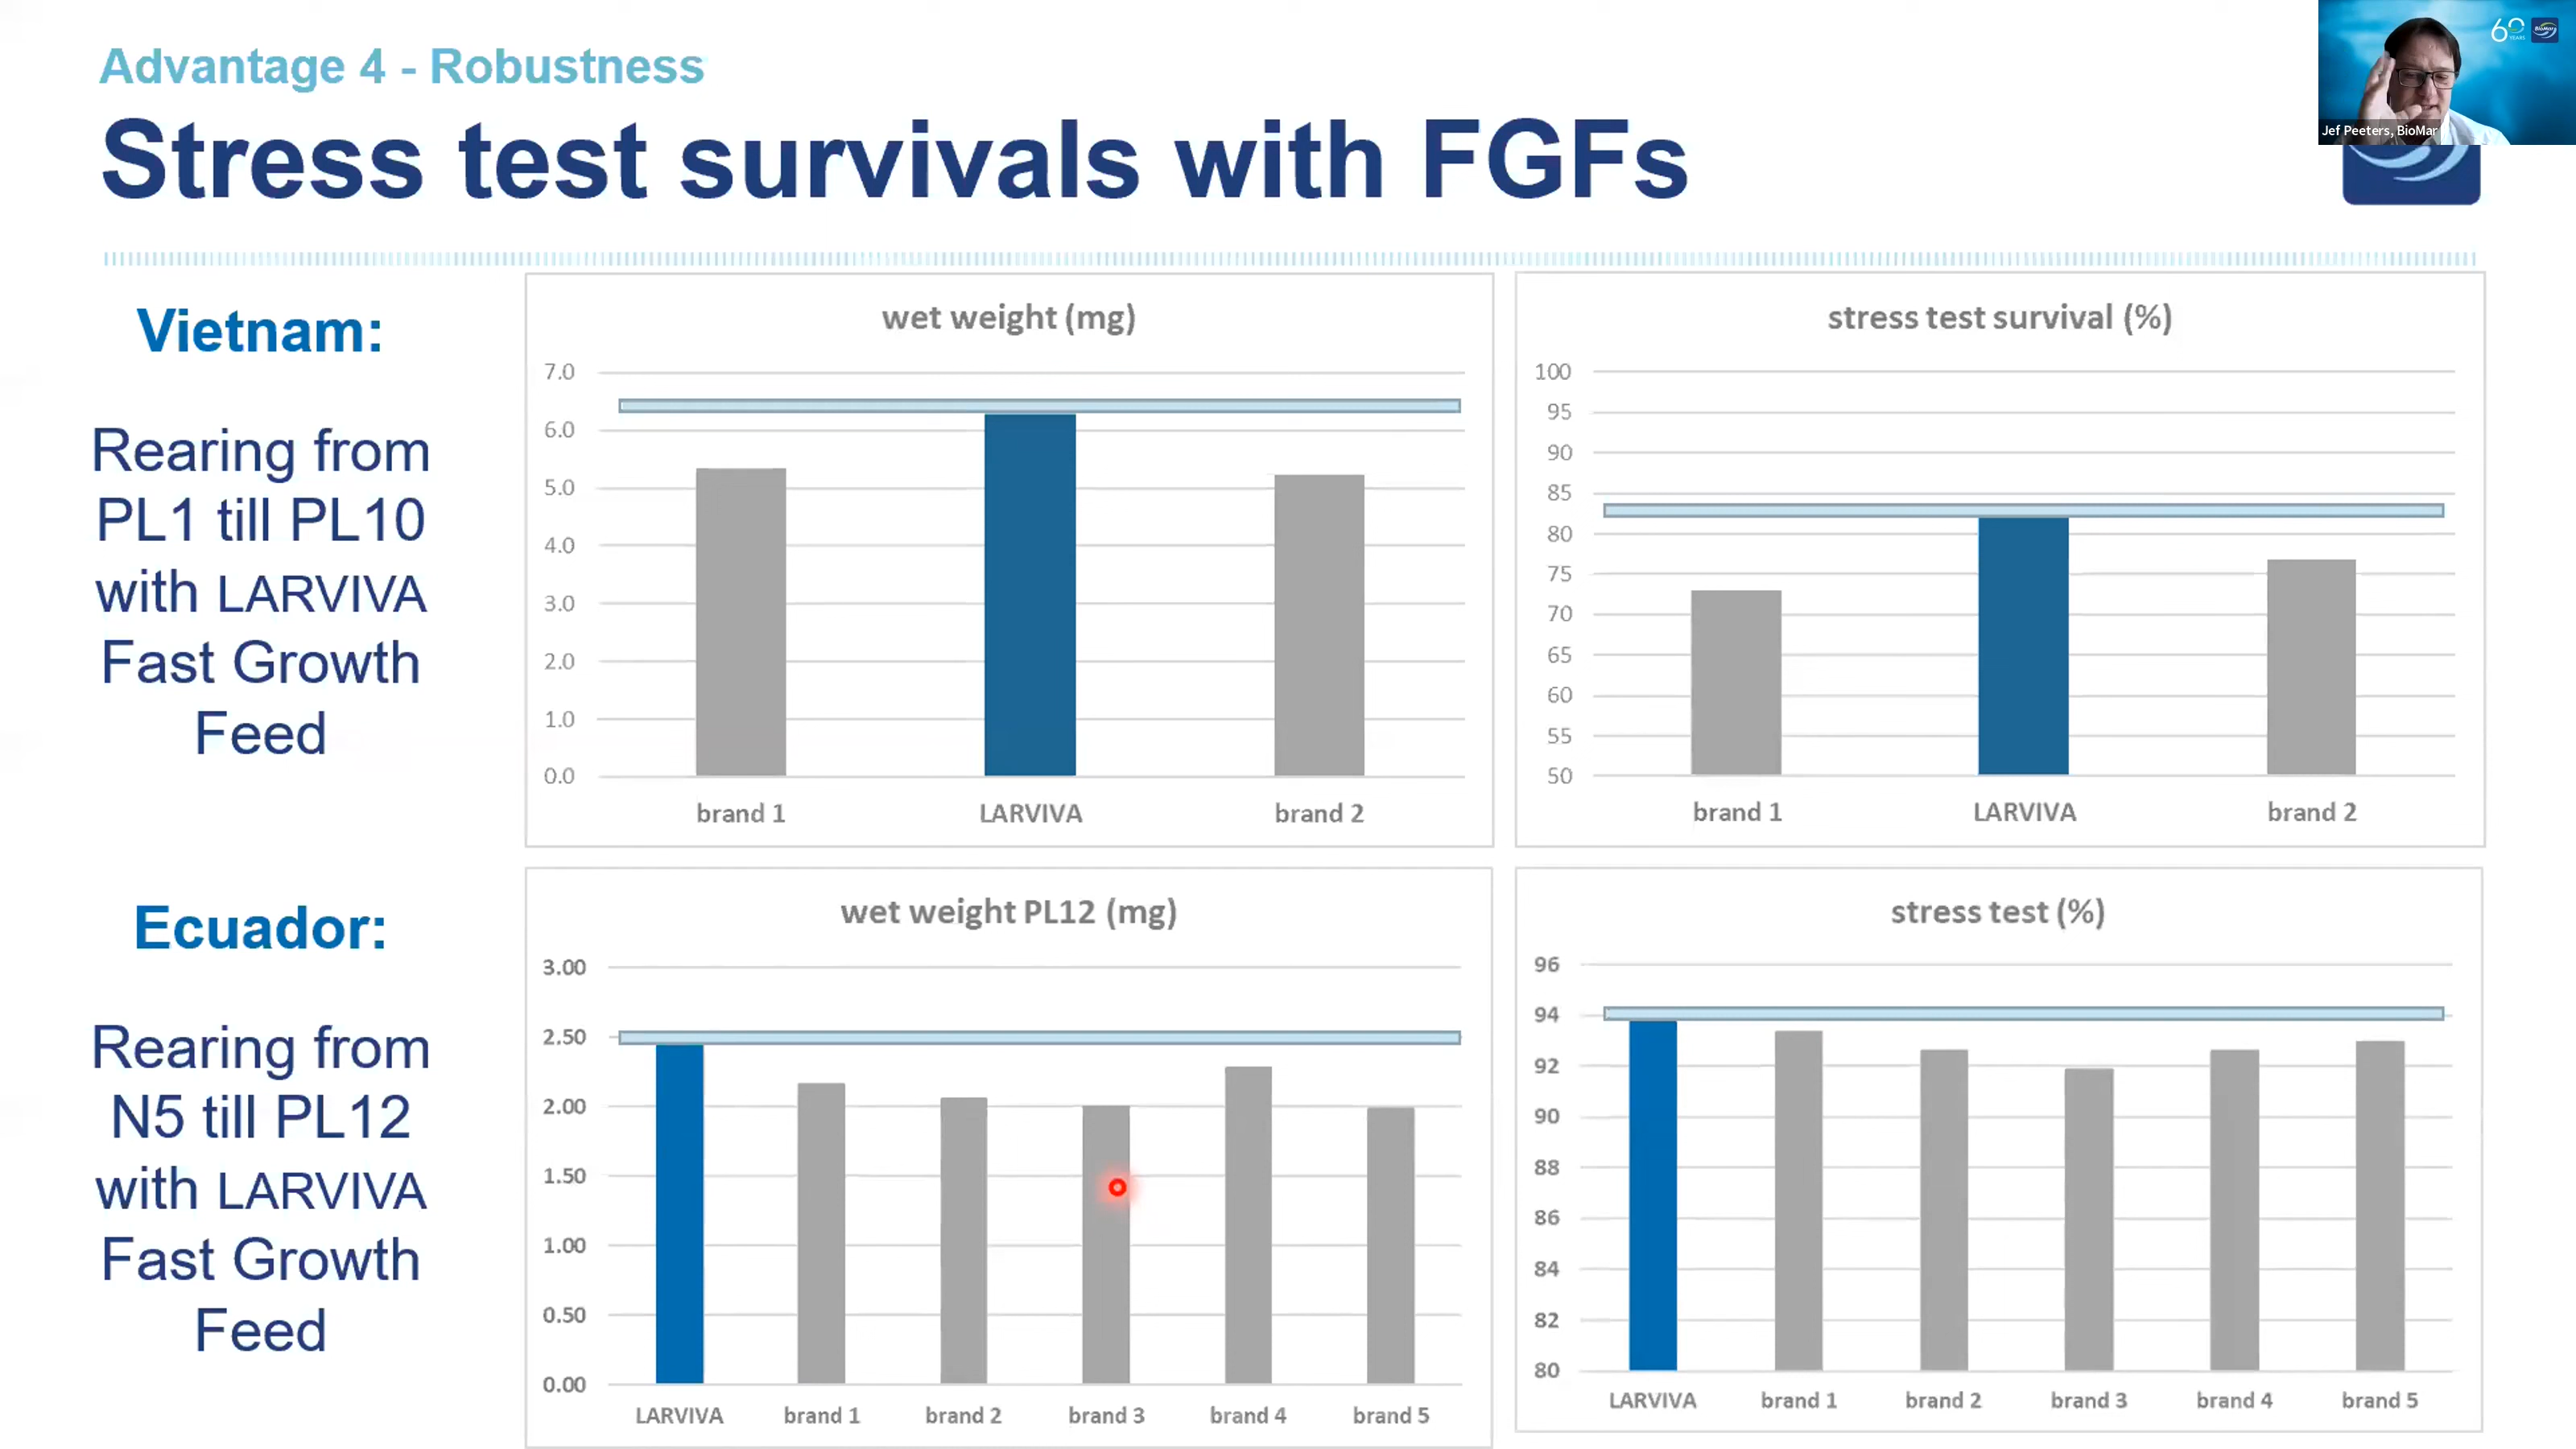 Advantage 4 - Robustness
Stress test survivals with FGFs
60
YEARS
BioMar
Jef Peeters, BioMar
Vietnam:
Rearing from
PL1 till PL10
with LARVIVA
Fast Growth
Feed
wet weight (mg)
7.0
6.0
5.0
4.0
3.0
2.0
1.0
0.0
brand 1 LARVIVA brand 2
stress test survival (%)
100
95
90
85
80
75
70
65
60
55
50
brand 1 LARVIVA brand 2
Ecuador:
Rearing from
N5 till PL12
with LARVIVA
Fast Growth
Feed
wet weight PL12 (mg)
3.00
2.50
2.00
1.50
1.00
0.50
0.00
LARVIVA brand 1 brand 2 brand 3 brand 4 brand 5
stress test (%)
96
94
92
90
88
86
84
82
80
LARVIVA brand 1 brand 2 brand 3 brand 4 brand 5